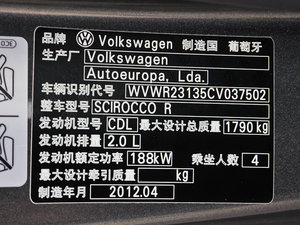 品牌 Volkswagen 制造国 葡萄牙
生产厂 Volkswagen
Autoeuropa, Lda.
车辆识别代号 WVWR23135CV037502
整车型号 SCIROCCO R
发动机型号 CDL 最大设计总质量 1790 kg
发动机排量 2.0 L
发动机额定功率 188kW 乘坐人数 4
最大设计牵引质量 kg
制造年月 2012.04